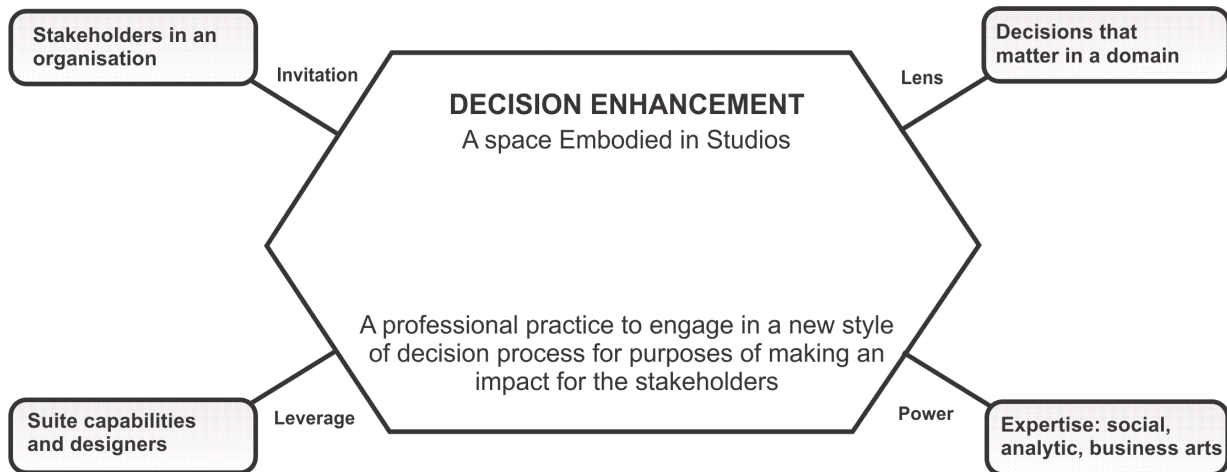 Stakeholders in an
organisation
Invitation
Decisions that
matter in a domain
Lens
DECISION ENHANCEMENT
A space Embodied in Studios
A professional practice to engage in a new style
of decision process for purposes of making an
impact for the stakeholders
Suite capabilities
and designers
Leverage
Power
Expertise: social,
analytic, business arts